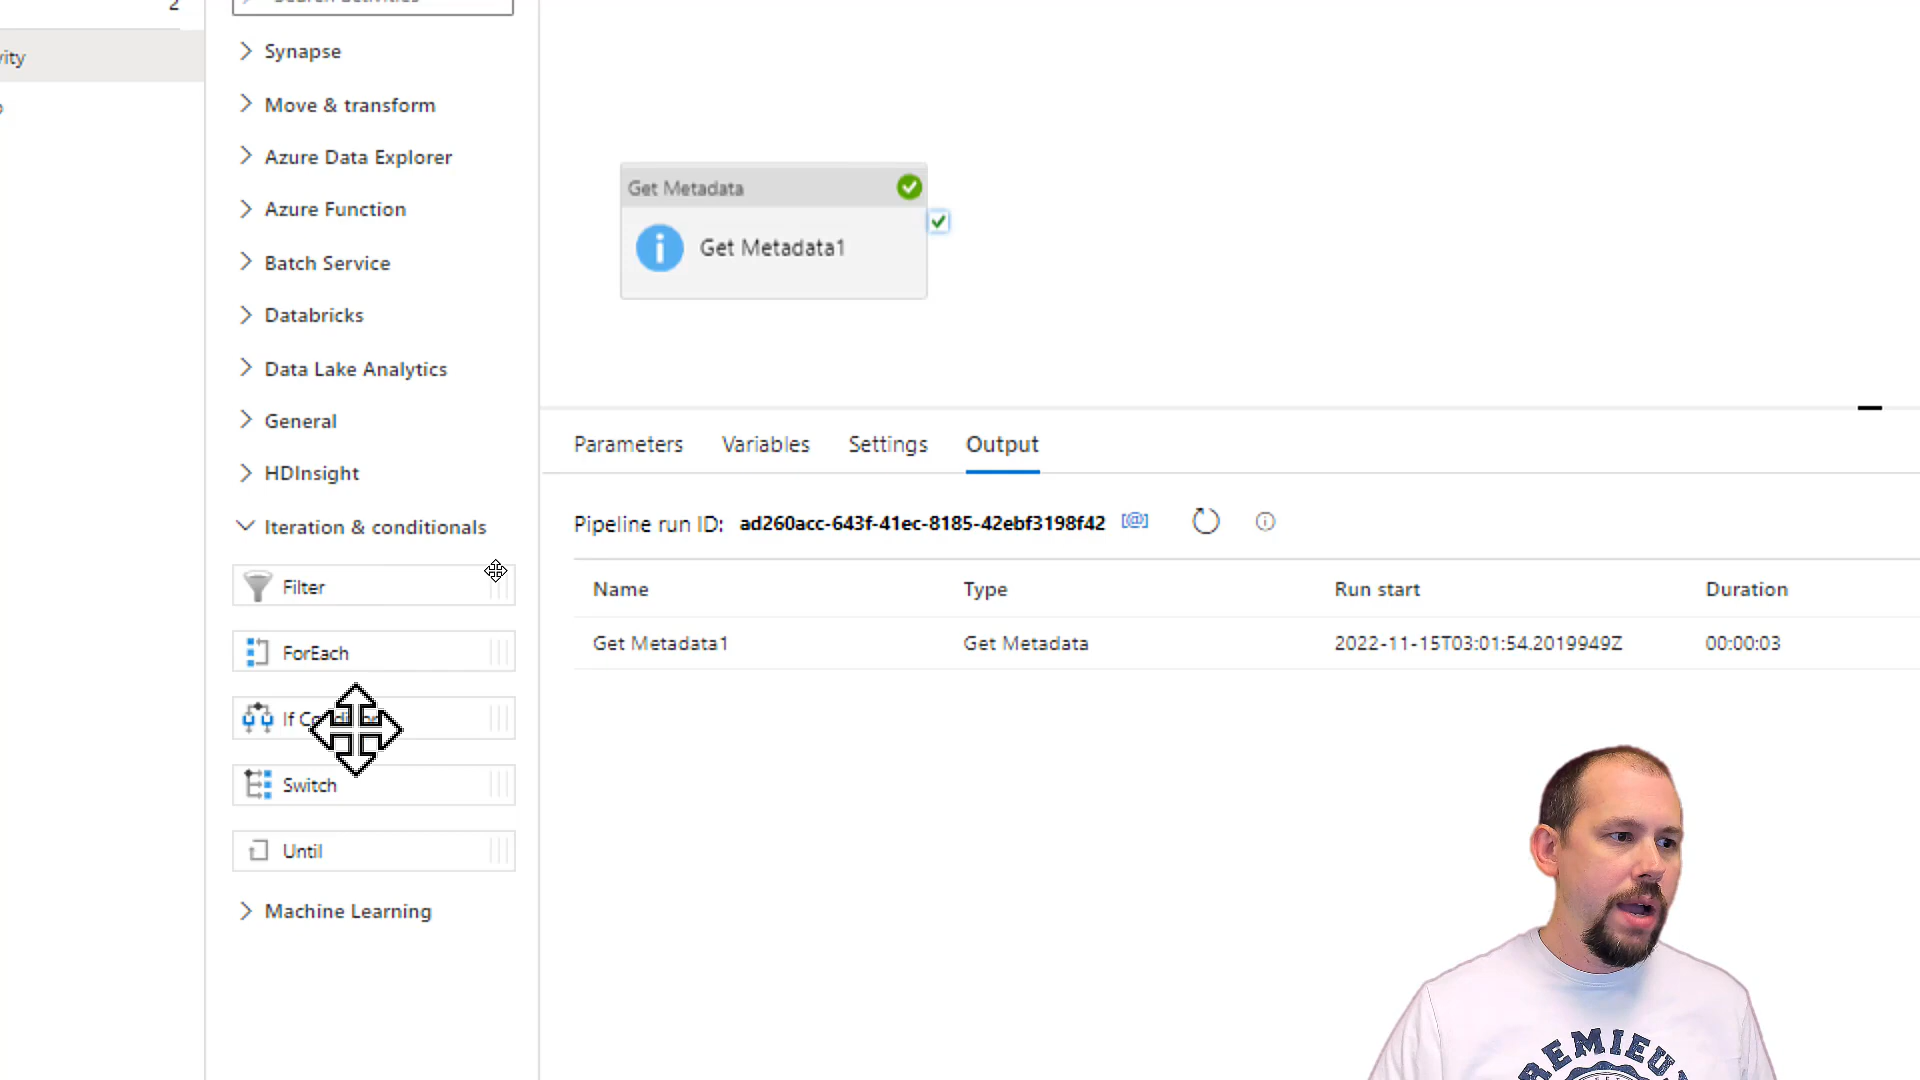 2
Synapse
Move & transform
Azure Data Explorer
Azure Function
Batch Service
Databricks
Data Lake Analytics
General
HDInsight
Iteration & conditionals
Filter
ForEach
If
Switch
Until
Machine Learning
Get Metadata
Get Metadata1
Parameters Variables Settings Output
Pipeline run ID: ad260acc-643f-41ec-8185-42ebf3198f42 [@]
Name Type Run start Duration
Get Metadata1 Get Metadata 2022-11-15T03:01:54.2019949Z 00:00:03